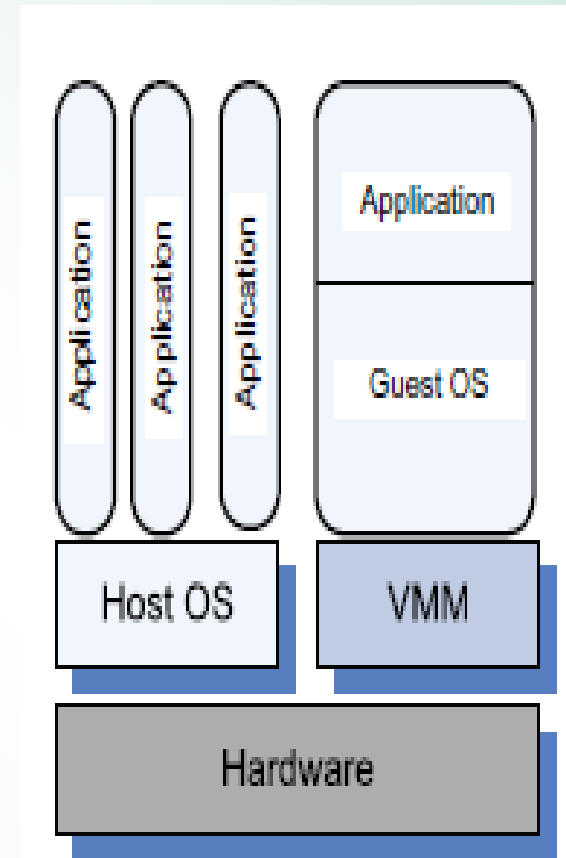 Application
Application
Application
Application
Guest OS
Host OS
VMM
Hardware